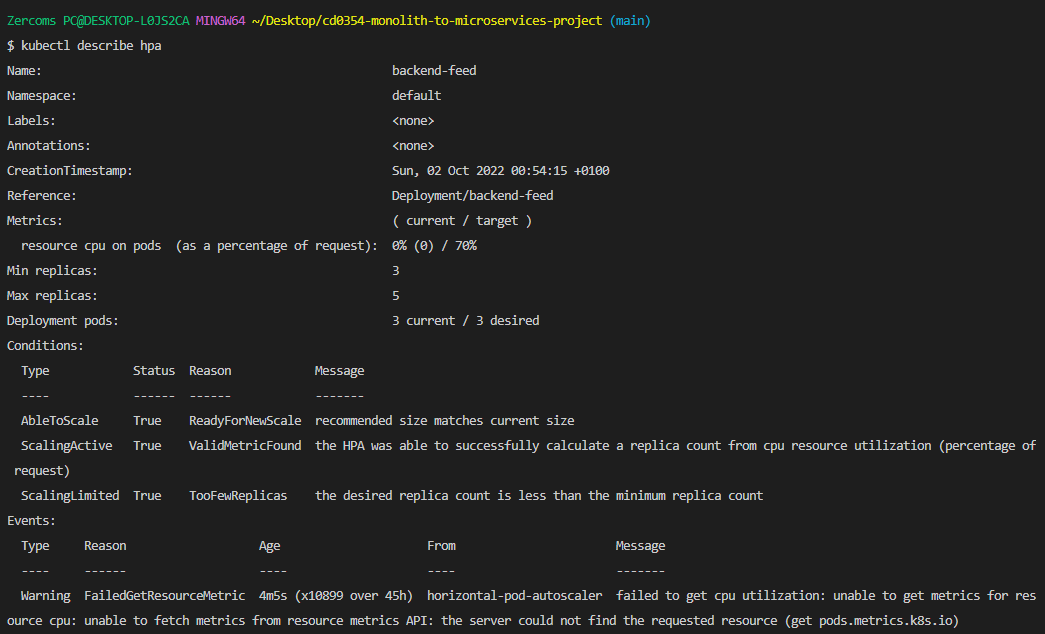 Zercoms PC@DESKTOP-L0JS2CA MINGW64 ~/Desktop/cd0354-monolith-to-microservices-project (main)
$ kubectl describe hpa
Name:                                                  backend-feed
Namespace:                                             default
Labels:                                                <none>
Annotations:                                           <none>
CreationTimestamp:                                     Sun, 02 Oct 2022 00:54:15 +0100
Reference:                                             Deployment/backend-feed
Metrics:                                               ( current / target )
  resource cpu on pods  (as a percentage of request):  0% (0) / 70%
Min replicas:                                          3
Max replicas:                                          5
Deployment pods:                                       3 current / 3 desired
Conditions:
  Type            Status  Reason            Message
  ----            ------  ------            -------
  AbleToScale     True    ReadyForNewScale  recommended size matches current size
  ScalingActive   True    ValidMetricFound  the HPA was able to successfully calculate a replica count from cpu resource utilization (percentage of
 request)
  ScalingLimited  True    TooFewReplicas    the desired replica count is less than the minimum replica count
Events:
  Type     Reason                   Age                     From                       Message
  ----     ------                   ----                    ----                       -------
  Warning  FailedGetResourceMetric  4m5s (x10899 over 45h)  horizontal-pod-autoscaler  failed to get cpu utilization: unable to get metrics for res
ource cpu: unable to fetch metrics from resource metrics API: the server could not find the requested resource (get pods.metrics.k8s.io)